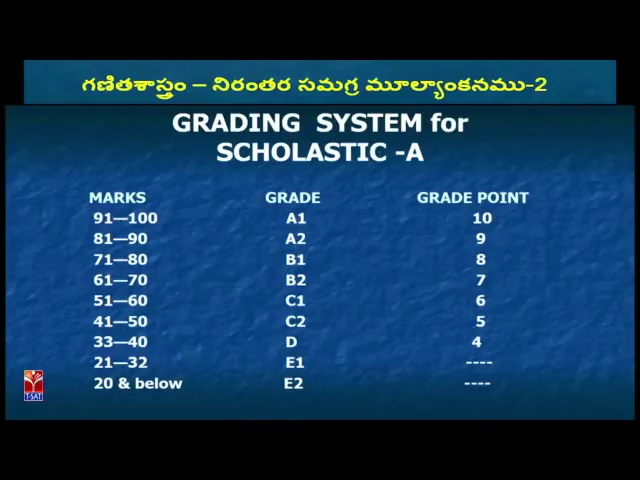 గణితశాస్త్రం – నిరంతర సమగ్ర మూల్యాంకనము-2
GRADING SYSTEM for
SCHOLASTIC -A
MARKS GRADE GRADE POINT
91—100 A1 10
81—90 A2 9
71—80 B1 8
61—70 B2 7
51—60 C1 6
41—50 C2 5
33—40 D 4
21—32 E1 ----
20 & below E2 ----
T-SAT